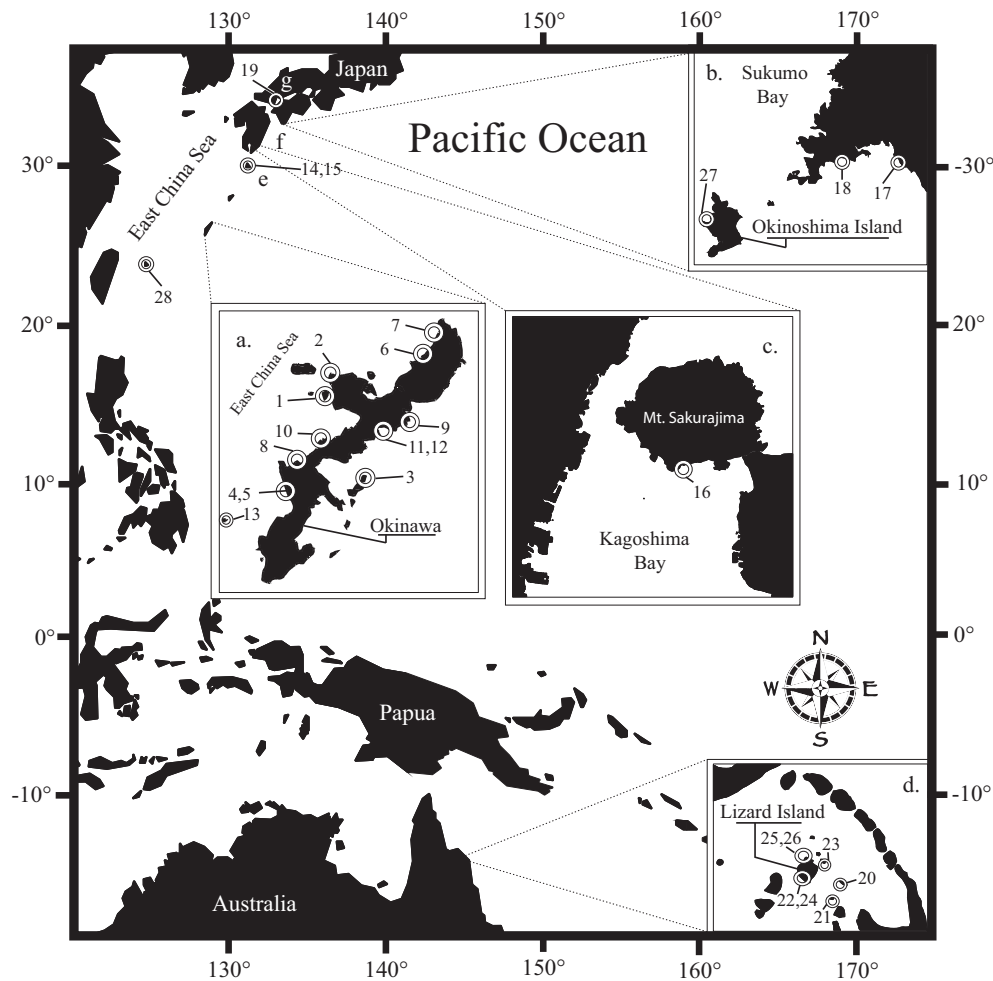 130°
140°
150°
160°
170°
19
g
Japan
Pacific Ocean
f
14,15
e
East China Sea
28
b.
Sukumo
Bay
27
18
17
Okinoshima Island
30°
-30°
20°
20°
10°
10°
0°
0°
-10°
-10°
a.
East China Sea
2
7
6
1
10
9
11,12
8
3
4,5
13
Okinawa
c.
Mt. Sakurajima
16
Kagoshima
Bay
N
W
E
S
Papua
Australia
d.
Lizard Island
25,26
23
20
22,24
21
130°
140°
150°
160°
170°